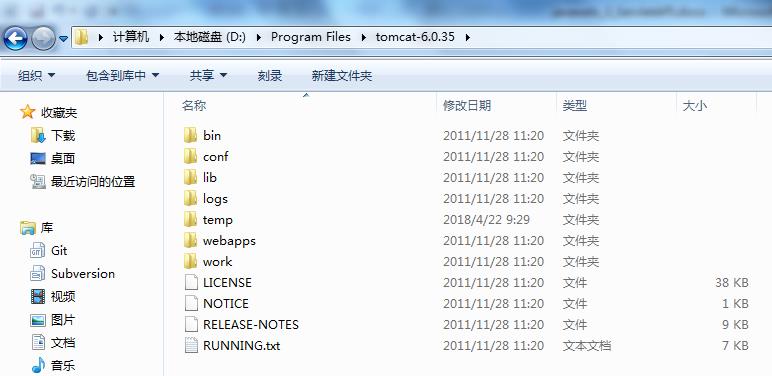 计算机 本地磁盘 (D:) Program Files tomcat-6.0.35
组织 包含到库中 共享 刻录 新建文件夹
收藏夹
下载
桌面
最近访问的位置
库
Git
Subversion
视频
图片
文档
音乐
名称 修改日期 类型 大小
bin 2011/11/28 11:20 文件夹
conf 2011/11/28 11:20 文件夹
lib 2011/11/28 11:20 文件夹
logs 2011/11/28 11:20 文件夹
temp 2018/4/22 9:29 文件夹
webapps 2011/11/28 11:20 文件夹
work 2011/11/28 11:20 文件夹
LICENSE 2011/11/28 11:20 文件 38 KB
NOTICE 2011/11/28 11:20 文件 1 KB
RELEASE-NOTES 2011/11/28 11:20 文件 9 KB
RUNNING.txt 2011/11/28 11:20 文本文档 7 KB